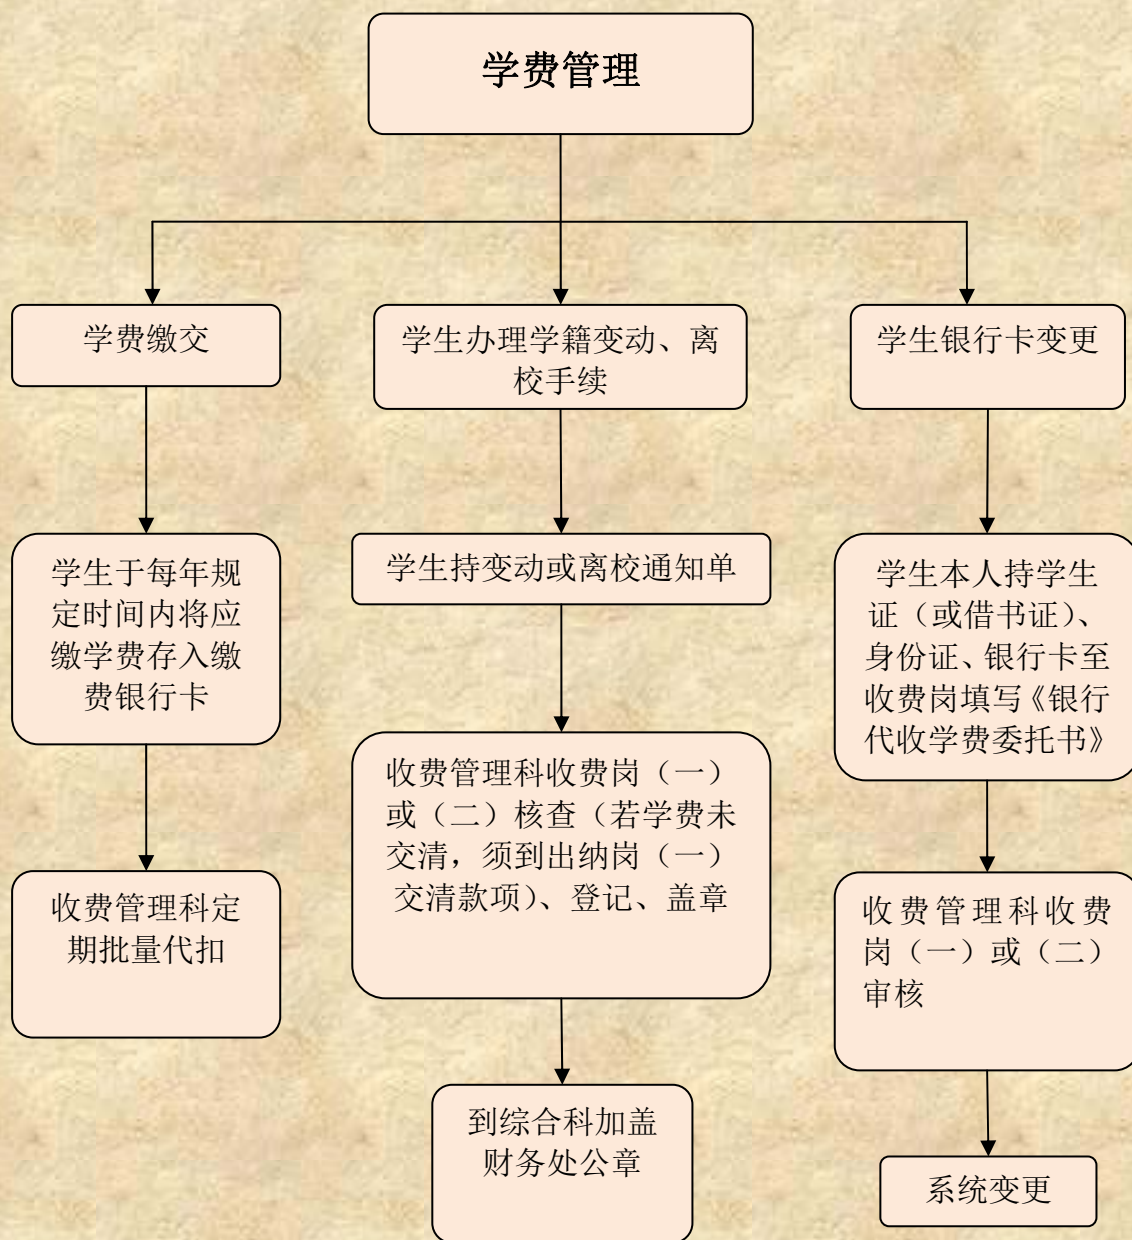 学费管理
学费缴交
学生办理学籍变动、离
校手续
学生银行卡变更
学生于每年规
定时间内将应
缴学费存入缴
费银行卡
学生持变动或离校通知单
学生本人持学生
证（或借书证）、
身份证、银行卡至
收费岗填写《银行
代收学费委托书》
收费管理科收费岗（一）
或（二）核查（若学费未
交清，须到出纳岗（一）
交清款项）、登记、盖章
收费管理科定
期批量代扣
收费管理科收费
岗（一）或（二）
审核
到综合科加盖
财务处公章
系统变更